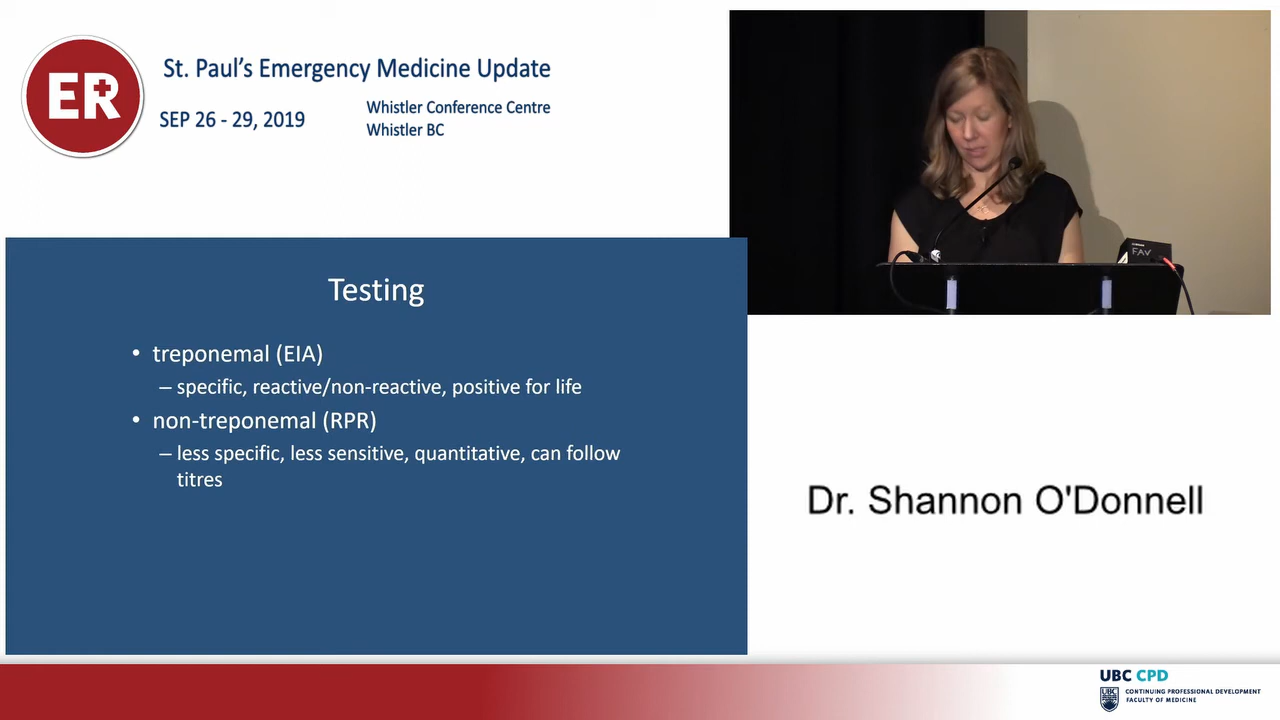 ER
St. Paul's Emergency Medicine Update
SEP 26 - 29, 2019
Whistler Conference Centre
Whistler BC
FAV
Testing
• treponemal (EIA)
– specific, reactive/non-reactive, positive for life
• non-treponemal (RPR)
– less specific, less sensitive, quantitative, can follow
titres
Dr. Shannon O'Donnell
UBC CPD
UBC
CONTINUING PROFESSIONAL DEVELOPMENT
FACULTY OF MEDICINE